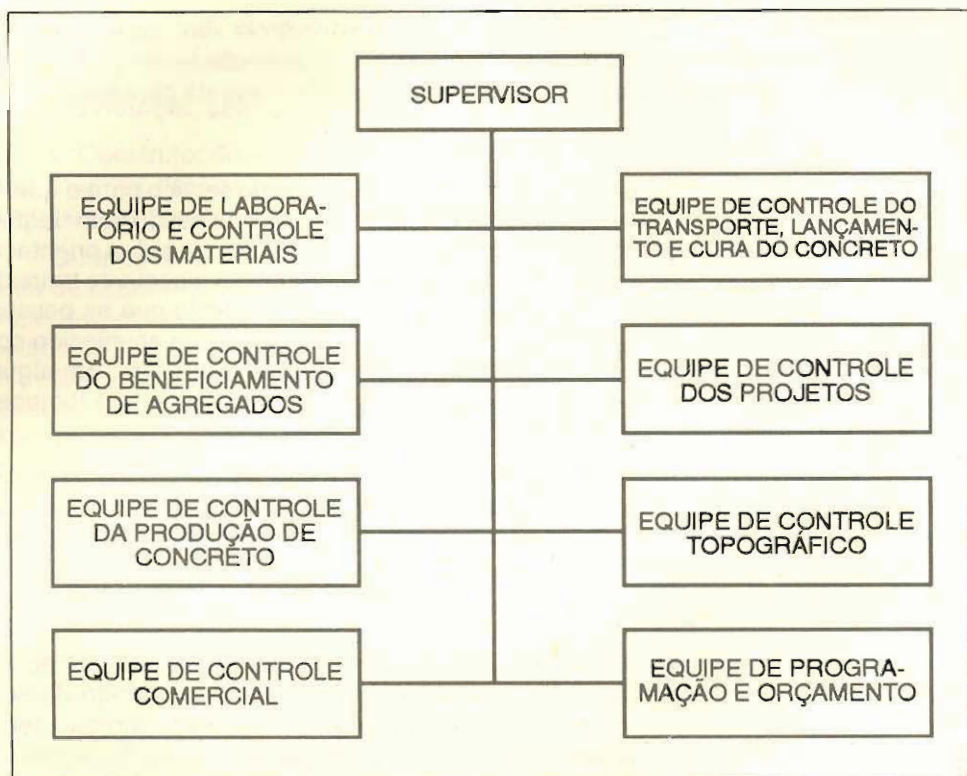 SUPERVISOR
EQUIPE DE LABORA-
TÓRIO E CONTROLE
DOS MATERIAIS
EQUIPE DE CONTROLE DO
TRANSPORTE, LANÇAMEN-
TO E CURA DO CONCRETO
EQUIPE DE CONTROLE
DO BENEFICIAMENTO
DE AGREGADOS
EQUIPE DE CONTROLE
DOS PROJETOS
EQUIPE DE CONTROLE
DA PRODUÇÃO DE
CONCRETO
EQUIPE DE CONTROLE
TOPOGRÁFICO
EQUIPE DE CONTROLE
COMERCIAL
EQUIPE DE PROGRA-
MAÇÃO E ORÇAMENTO